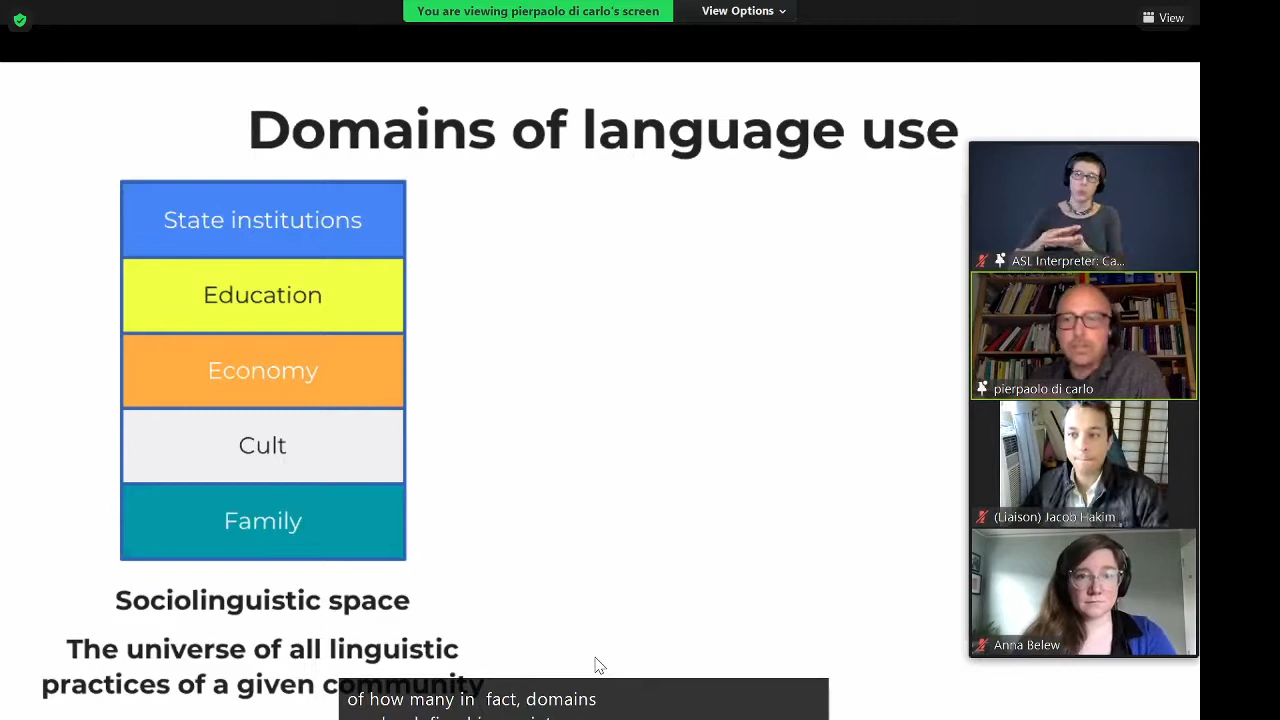 You are viewing pierpaolo di carlo's screen
View Options
View
Domains of language use
State institutions
Education
Economy
Cult
Family
Sociolinguistic space
The universe of all linguistic
practices of a given community
of how many in fact, domains
ASL Interpreter: Ca...
pierpaolo di carlo
(Liaison) Jacob Hakim
Anna Belew